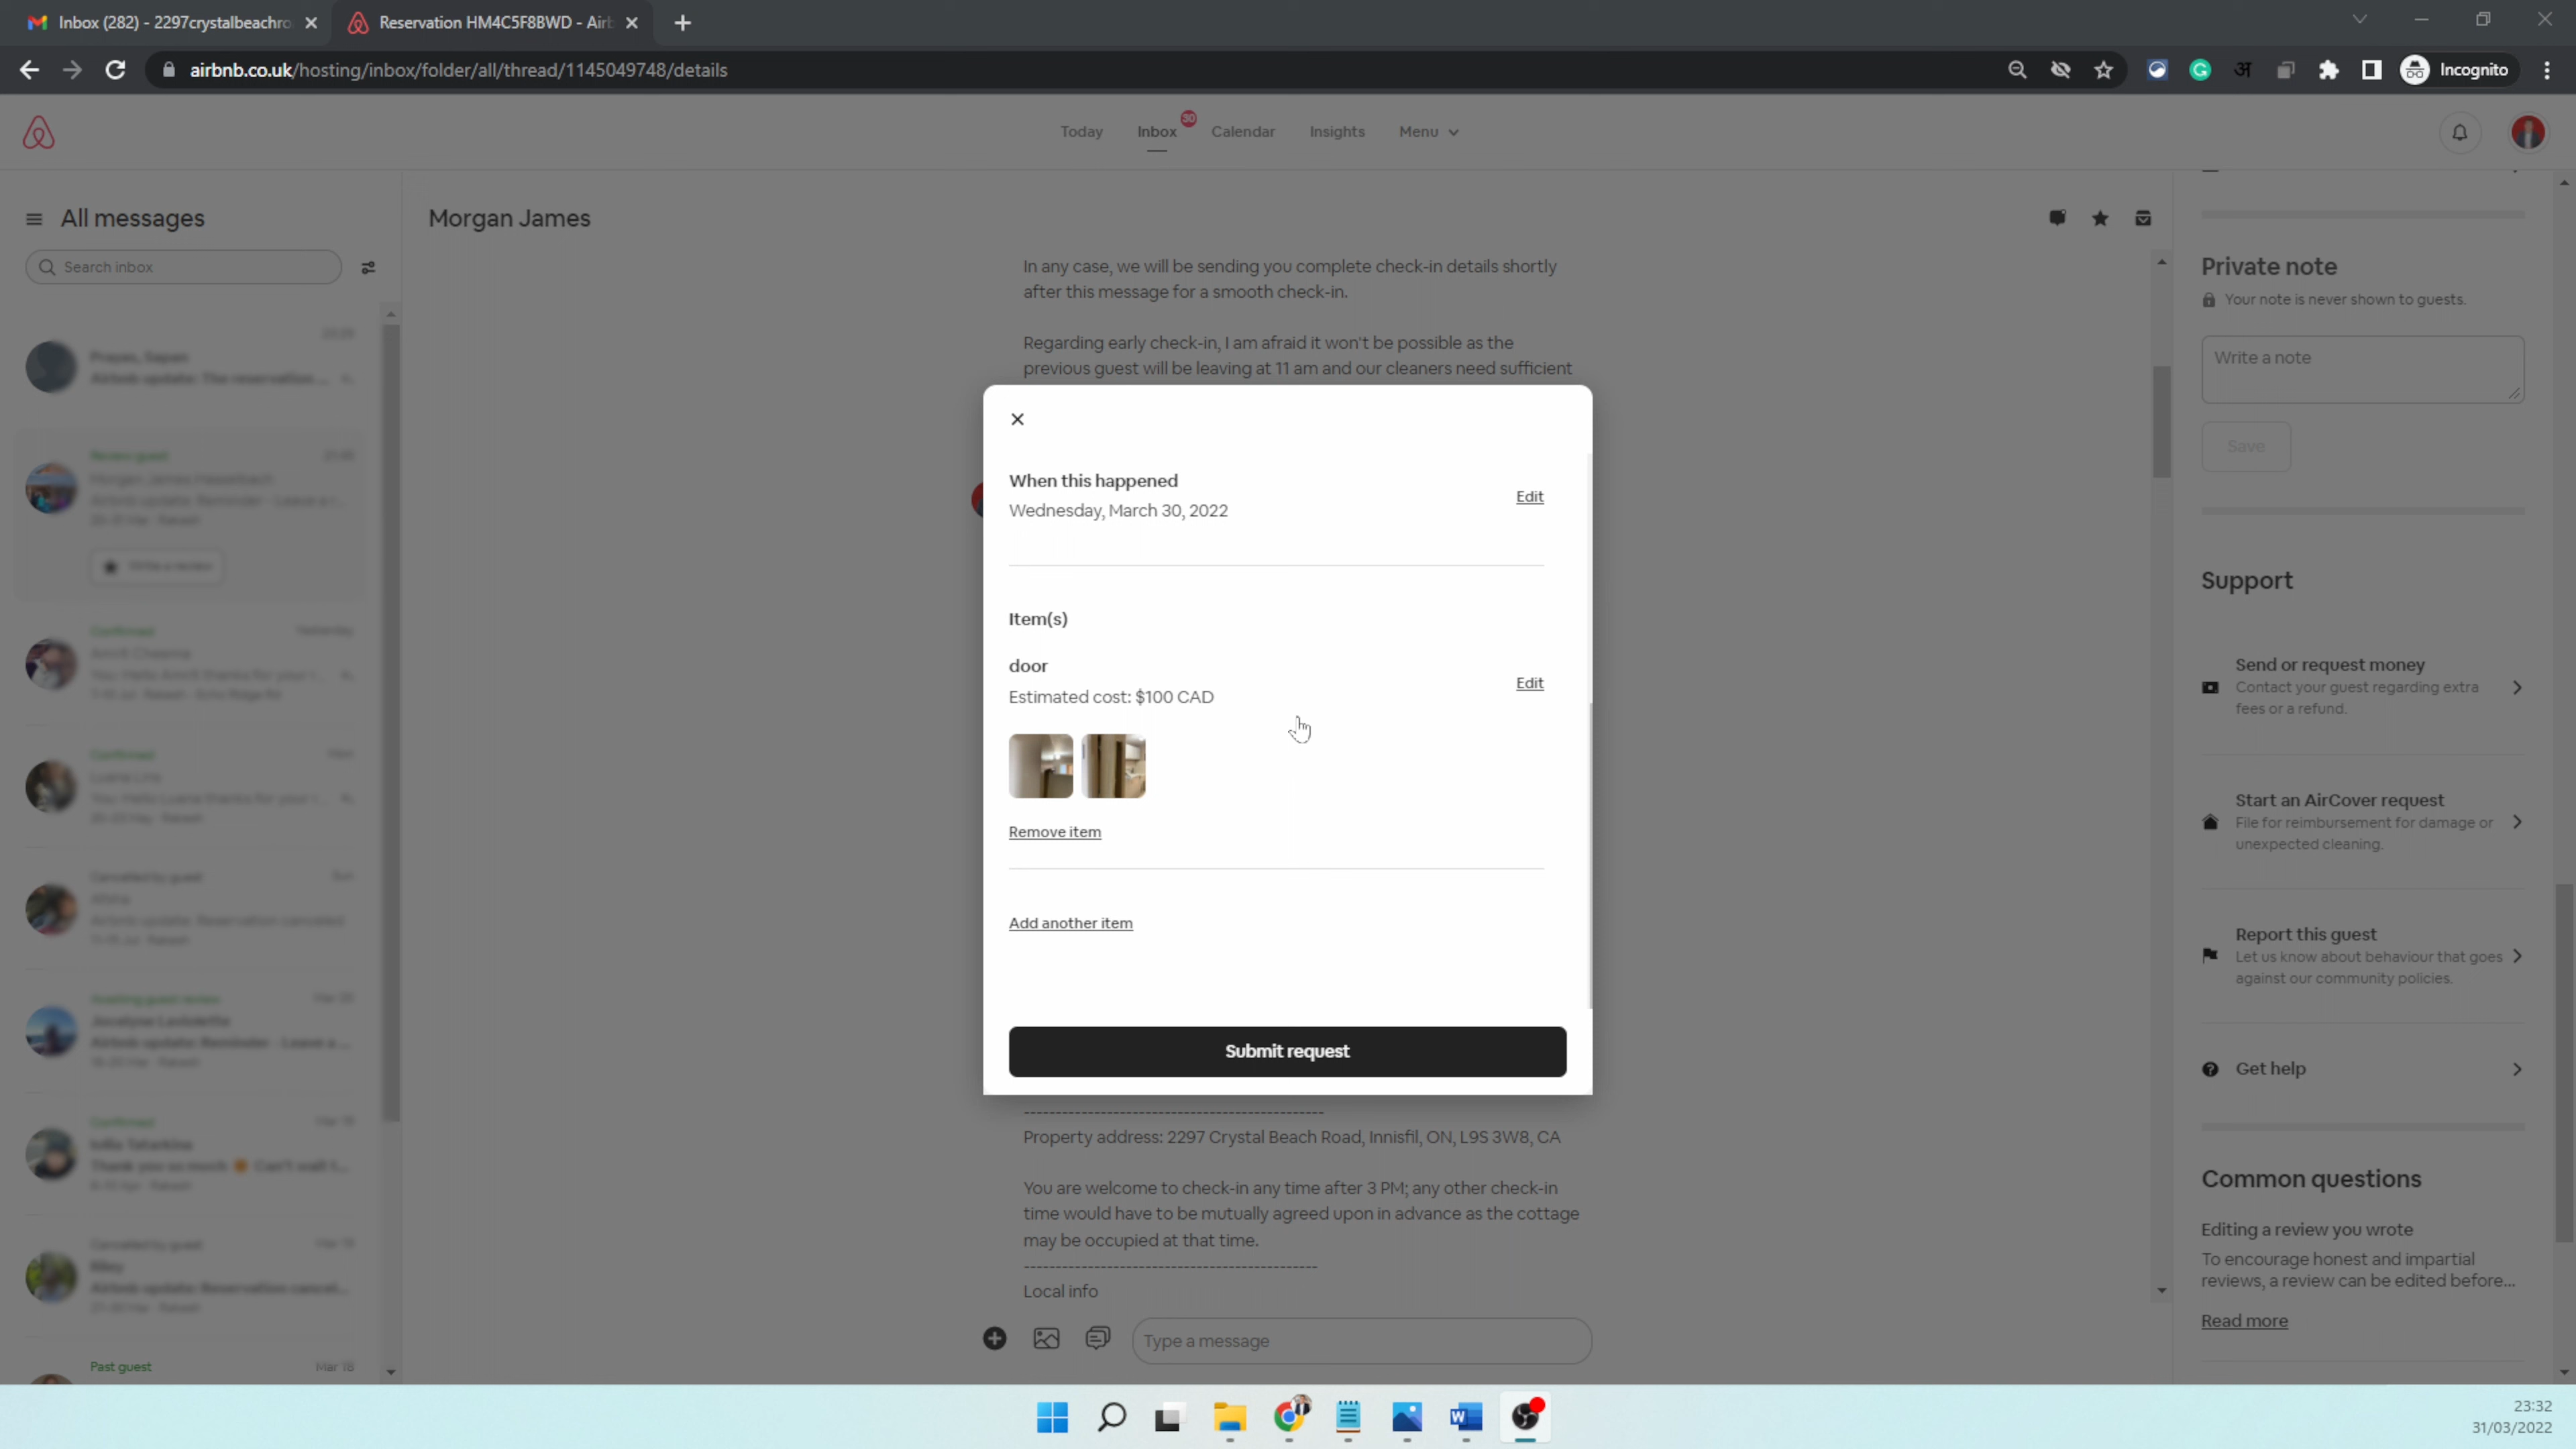 Inbox (282) - 2297crystalbeachro
Reservation HM4C5F8BWD - Airb
airbnb.co.uk/hosting/inbox/folder/all/thread/1145049748/details
Incognito
Today
Inbox
30
Calendar
Insights
Menu
All messages
Search inbox
Morgan James
In any case, we will be sending you complete check-in details shortly
after this message for a smooth check-in.
Regarding early check-in, I am afraid it won't be possible as the
previous guest will be leaving at 11 am and our cleaners need sufficient
When this happened
Wednesday, March 30, 2022
Edit
Item(s)
door
Estimated cost: $100 CAD
Edit
Remove item
Add another item
Submit request
Property address: 2297 Crystal Beach Road, Innisfil, ON, L9S 3W8, CA
You are welcome to check-in any time after 3 PM; any other check-in
time would have to be mutually agreed upon in advance as the cottage
may be occupied at that time.
Local info
Type a message
Past guest
Mar 18
Private note
Your note is never shown to guests.
Write a note
Save
Support
Send or request money
Contact your guest regarding extra
fees or a refund.
Start an AirCover request
File for reimbursement for damage or
unexpected cleaning.
Report this guest
Let us know about behaviour that goes
against our community policies.
Get help
Common questions
Editing a review you wrote
To encourage honest and impartial
reviews, a review can be edited before...
Read more
23:32
31/03/2022